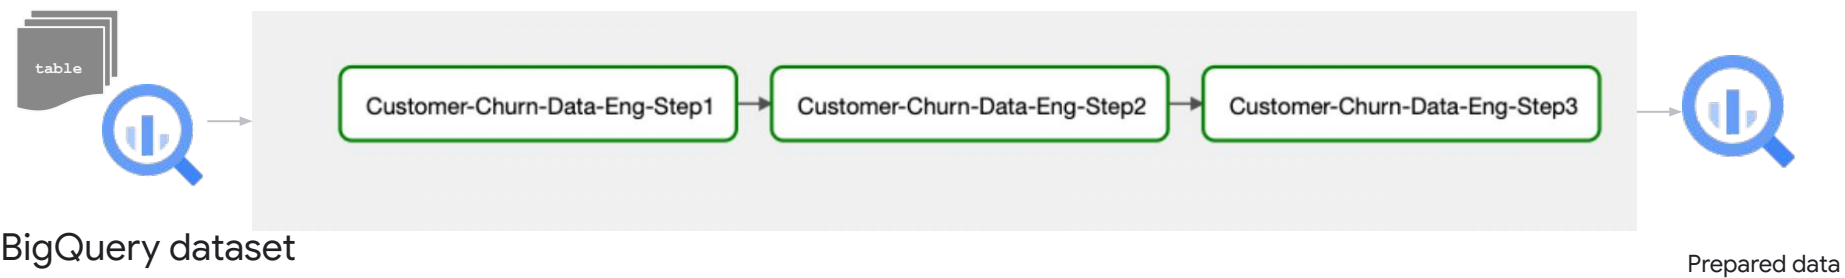 table
Customer-Churn-Data-Eng-Step1
Customer-Churn-Data-Eng-Step2
Customer-Churn-Data-Eng-Step3
BigQuery dataset
Prepared data